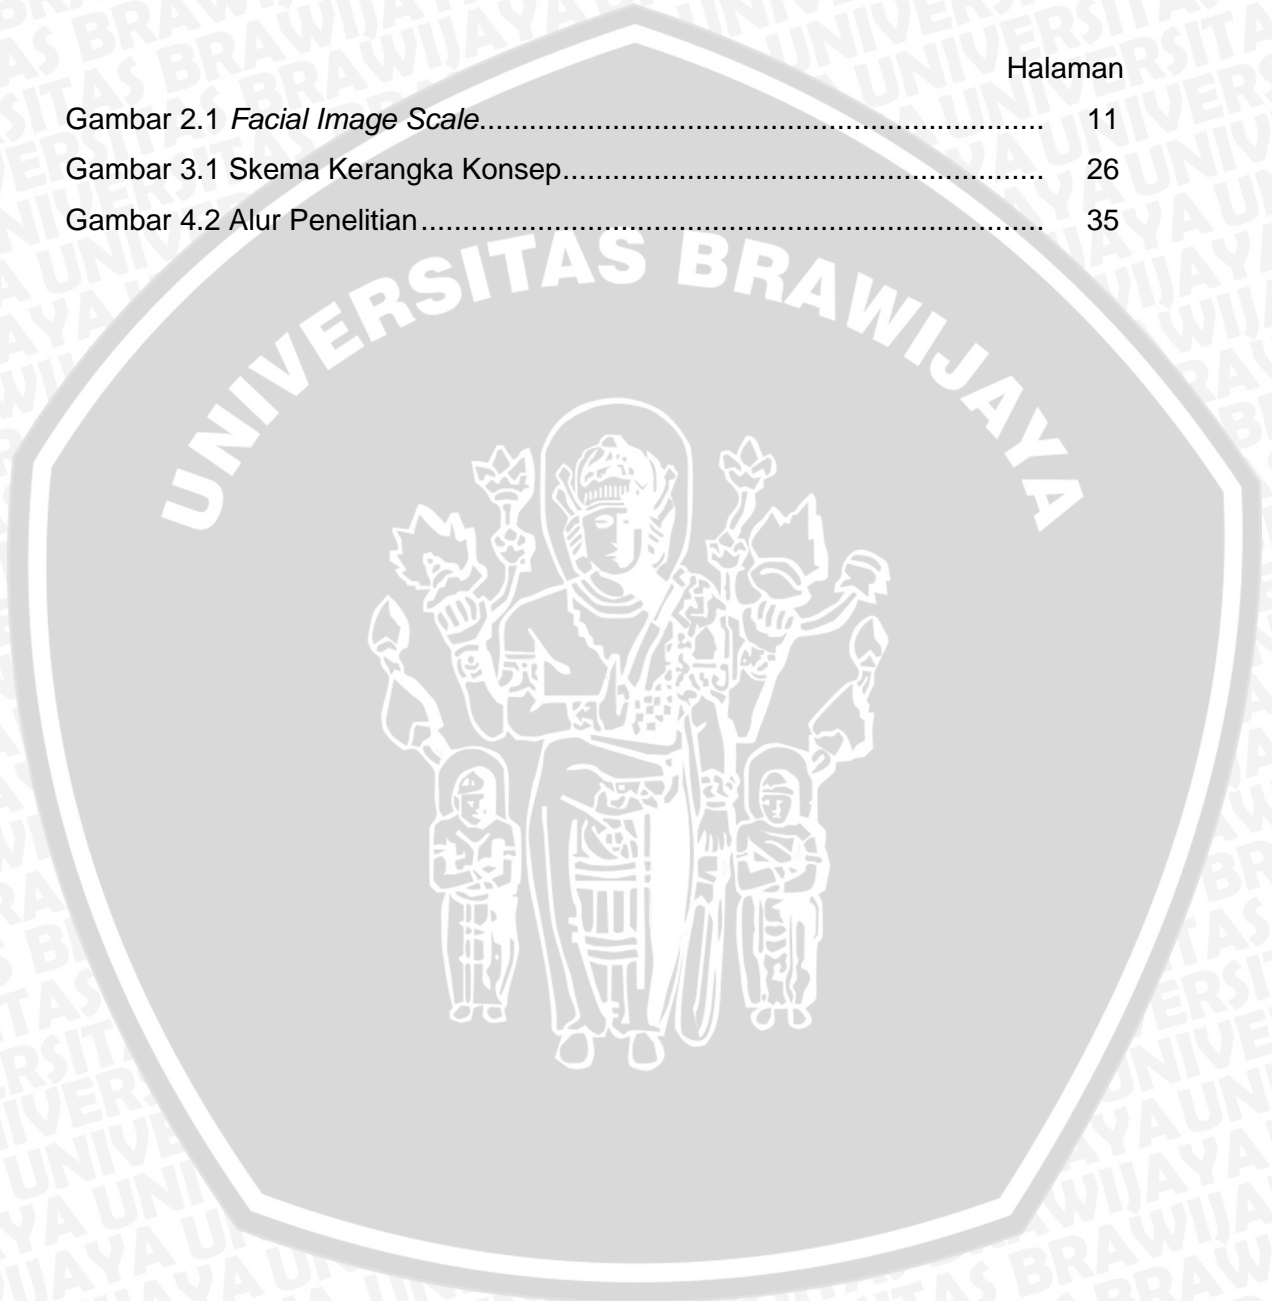 Halaman
Gambar 2.1 Facial Image Scale.................................................................... 11
Gambar 3.1 Skema Kerangka Konsep.......................................................... 26
Gambar 4.2 Alur Penelitian........................................................................... 35
UNIVERSITAS BRAWIJAYA